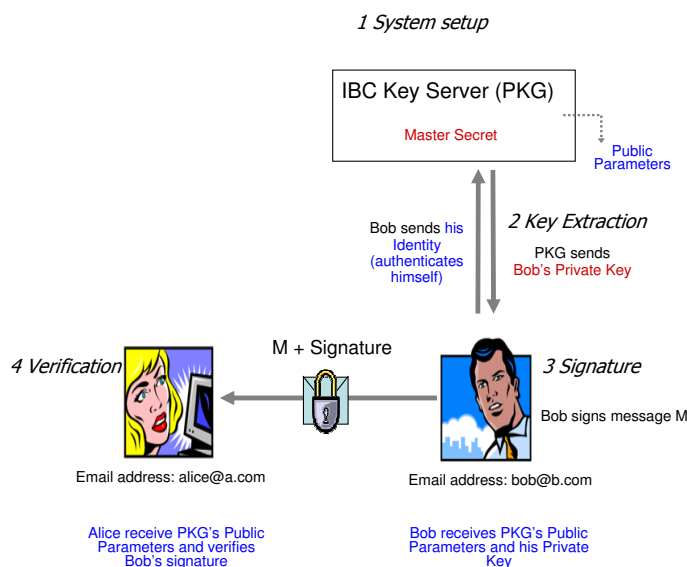 1 System setup
IBC Key Server (PKG)
Master Secret
Public
Parameters
Bob sends his
Identity
(authenticates
himself)
2 Key Extraction
PKG sends
Bob's Private Key
4 Verification
M + Signature
3 Signature
Bob signs message M
Email address: alice@a.com
Email address: bob@b.com
Alice receive PKG's Public
Parameters and verifies
Bob's signature
Bob receives PKG's Public
Parameters and his Private
Key